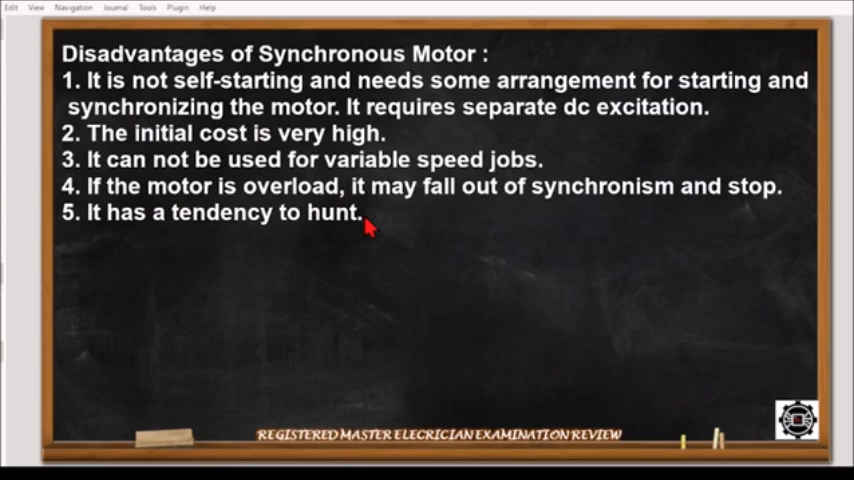 Edit View Navigation Journal Tools Plugin Help
Disadvantages of Synchronous Motor :
1. It is not self-starting and needs some arrangement for starting and
synchronizing the motor. It requires separate dc excitation.
2. The initial cost is very high.
3. It can not be used for variable speed jobs.
4. If the motor is overload, it may fall out of synchronism and stop.
5. It has a tendency to hunt.
REGISTERED MASTER ELECRICIAN EXAMINATION REVIEW